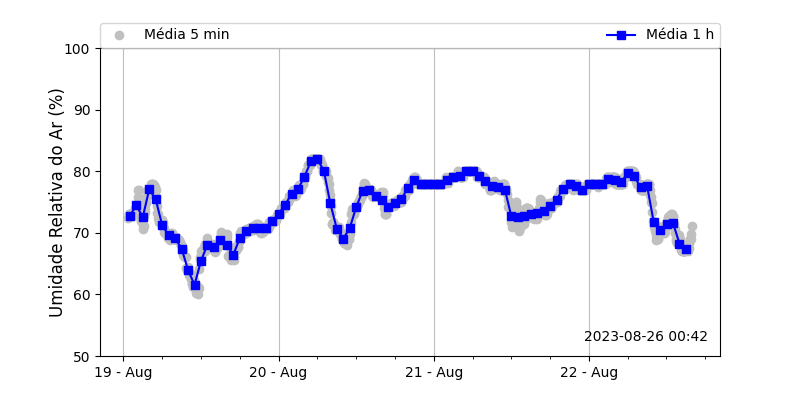 Média 5 min
Média 1 h
100
90
80
70
60
50
Umidade Relativa do Ar (%)
2023-08-26 00:42
19 - Aug
20 - Aug
21 - Aug
22 - Aug